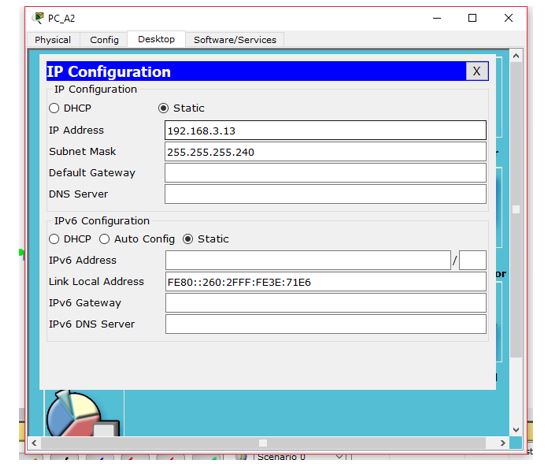 PC_A2
Physical Config Desktop Software/Services
IP Configuration X
IP Configuration
DHCP Static
IP Address 192.168.3.13
Subnet Mask 255.255.255.240
Default Gateway
DNS Server
IPv6 Configuration
DHCP Auto Config Static
IPv6 Address /
Link Local Address FE80::260:2FFF:FE3E:71E6
IPv6 Gateway
IPv6 DNS Server
or
Scenario 0